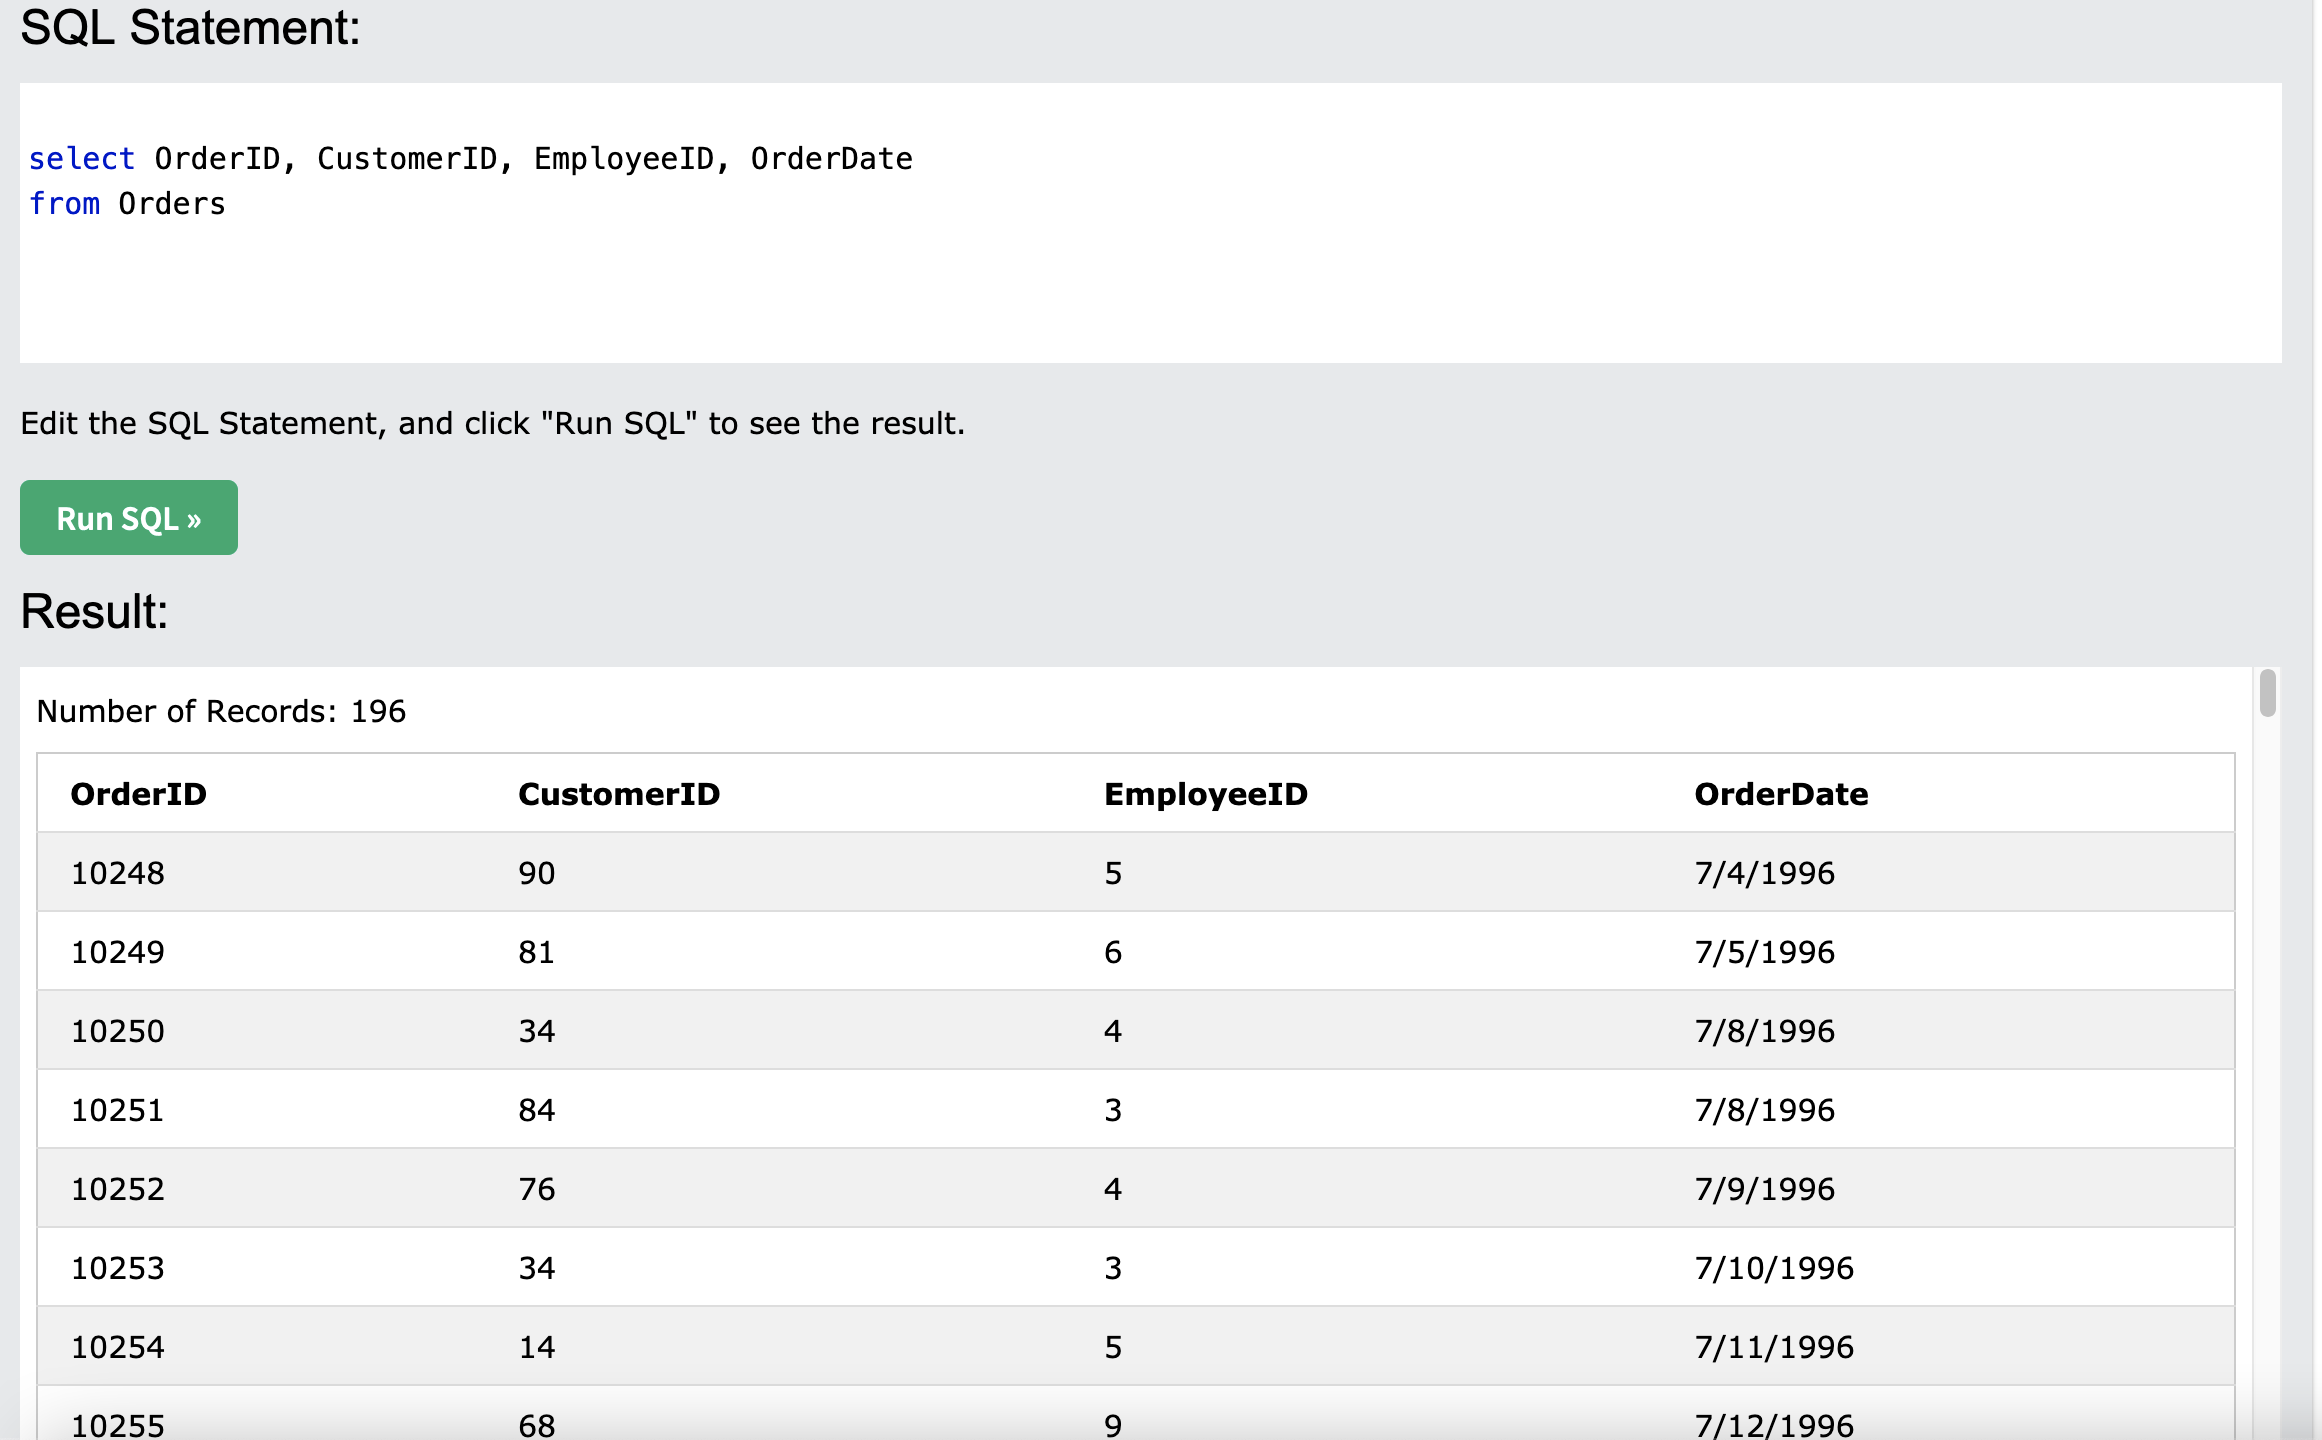 SQL Statement:
select OrderID, CustomerID, EmployeeID, OrderDate
from Orders
Edit the SQL Statement, and click "Run SQL" to see the result.
Run SQL »
Result:
Number of Records: 196
OrderID CustomerID EmployeeID OrderDate
10248 90 5 7/4/1996
10249 81 6 7/5/1996
10250 34 4 7/8/1996
10251 84 3 7/8/1996
10252 76 4 7/9/1996
10253 34 3 7/10/1996
10254 14 5 7/11/1996
10255 68 9 7/12/1996